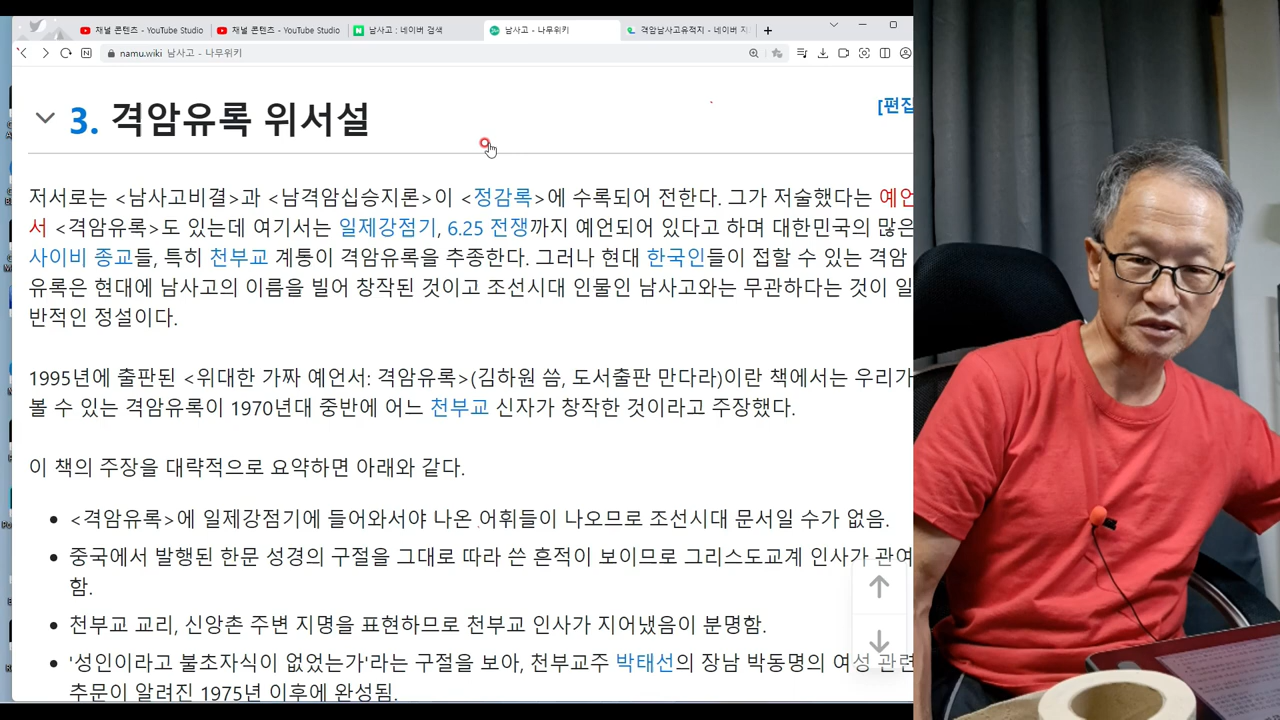 재널 콘텐츠 - YouTube Studio
재널 콘텐츠 - YouTube Studio
남사고 : 네이버 검색
남사고 - 나무위키
격암남사고유적지 - 네이버 지
namu.wiki 남사고 - 나무위키
3. 격암유록 위서설
[편집
저서로는 <남사고비결>과 <남격암십승지론>이 <정감록>에 수록되어 전한다. 그가 저술했다는 예언
서 <격암유록>도 있는데 여기서는 일제강점기, 6.25 전쟁까지 예언되어 있다고 하며 대한민국의 많은
사이비 종교들, 특히 천부교 계통이 격암유록을 추종한다. 그러나 현대 한국인들이 접할 수 있는 격암
유록은 현대에 남사고의 이름을 빌어 창작된 것이고 조선시대 인물인 남사고와는 무관하다는 것이 일
반적인 정설이다.
1995년에 출판된 <위대한 가짜 예언서: 격암유록>(김하원 씀, 도서출판 만다라)이란 책에서는 우리가
볼 수 있는 격암유록이 1970년대 중반에 어느 천부교 신자가 창작한 것이라고 주장했다.
이 책의 주장을 대략적으로 요약하면 아래와 같다.
• <격암유록>에 일제강점기에 들어와서야 나온 어휘들이 나오므로 조선시대 문서일 수가 없음.
• 중국에서 발행된 한문 성경의 구절을 그대로 따라 쓴 흔적이 보이므로 그리스도교계 인사가 관여
함.
• 천부교 교리, 신앙촌 주변 지명을 표현하므로 천부교 인사가 지어냈음이 분명함.
• '성인이라고 불초자식이 없었는가'라는 구절을 보아, 천부교주 박태선의 장남 박동명의 여성 관련
추문이 알려진 1975년 이후에 완성됨.